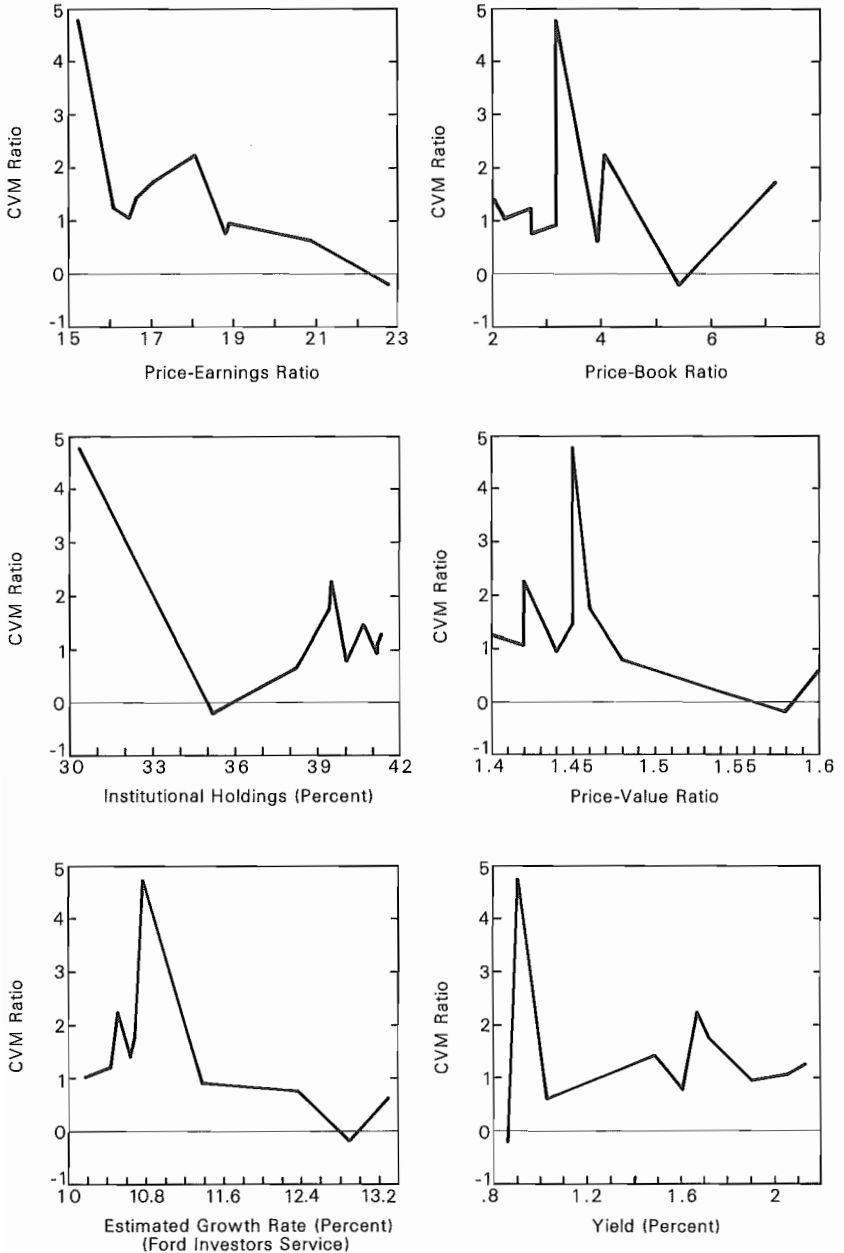 5
4
3
2
1
0
-1
CVM Ratio
15 17 19 21 23
Price-Earnings Ratio
5
4
3
2
1
0
-1
CVM Ratio
2 4 6 8
Price-Book Ratio
5
4
3
2
1
0
-1
CVM Ratio
30 33 36 39 42
Institutional Holdings (Percent)
5
4
3
2
1
0
-1
CVM Ratio
1.4 1.45 1.5 1.55 1.6
Price-Value Ratio
5
4
3
2
1
0
-1
CVM Ratio
10 10.8 11.6 12.4 13.2
Estimated Growth Rate (Percent)
(Ford Investors Service)
5
4
3
2
1
0
-1
CVM Ratio
.8 1.2 1.6 2
Yield (Percent)